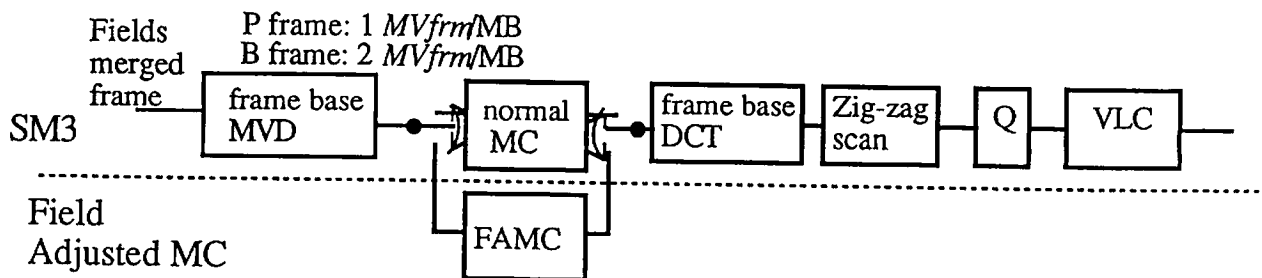 Fields
merged
frame
P frame: 1 MVfrm/MB
B frame: 2 MVfrm/MB
SM3
frame base
MVD
normal
MC
frame base
DCT
Zig-zag
scan
Q
VLC
Field
Adjusted MC
FAMC